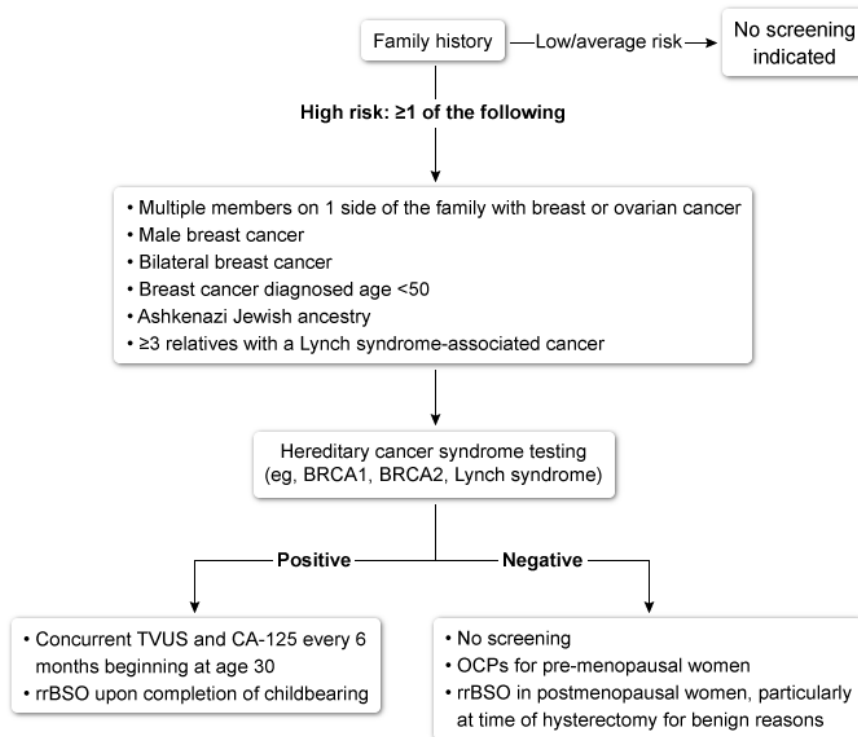 Family history
Low/average risk
No screening
indicated
High risk: ≥1 of the following
• Multiple members on 1 side of the family with breast or ovarian cancer
• Male breast cancer
• Bilateral breast cancer
• Breast cancer diagnosed age <50
• Ashkenazi Jewish ancestry
• ≥3 relatives with a Lynch syndrome-associated cancer
Hereditary cancer syndrome testing
(eg, BRCA1, BRCA2, Lynch syndrome)
Positive
Negative
• Concurrent TVUS and CA-125 every 6
months beginning at age 30
• rrBSO upon completion of childbearing
• No screening
• OCPs for pre-menopausal women
• rrBSO in postmenopausal women, particularly
at time of hysterectomy for benign reasons